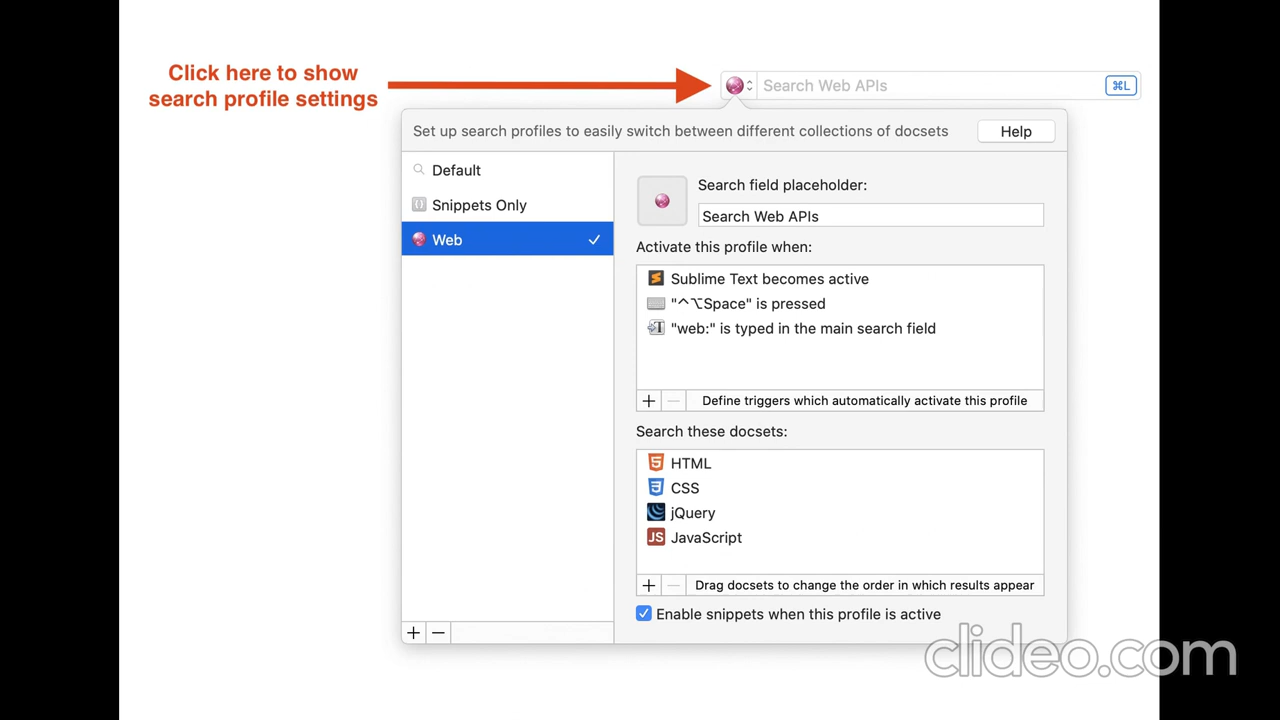 Click here to show
search profile settings
Search Web APIs
⌘L
Set up search profiles to easily switch between different collections of docsets
Help
Default
Snippets Only
Web
Search field placeholder:
Search Web APIs
Activate this profile when:
Sublime Text becomes active
"^⌥Space" is pressed
"web:" is typed in the main search field
Define triggers which automatically activate this profile
Search these docsets:
HTML
CSS
jQuery
JS JavaScript
Drag docsets to change the order in which results appear
Enable snippets when this profile is active
clideo.com